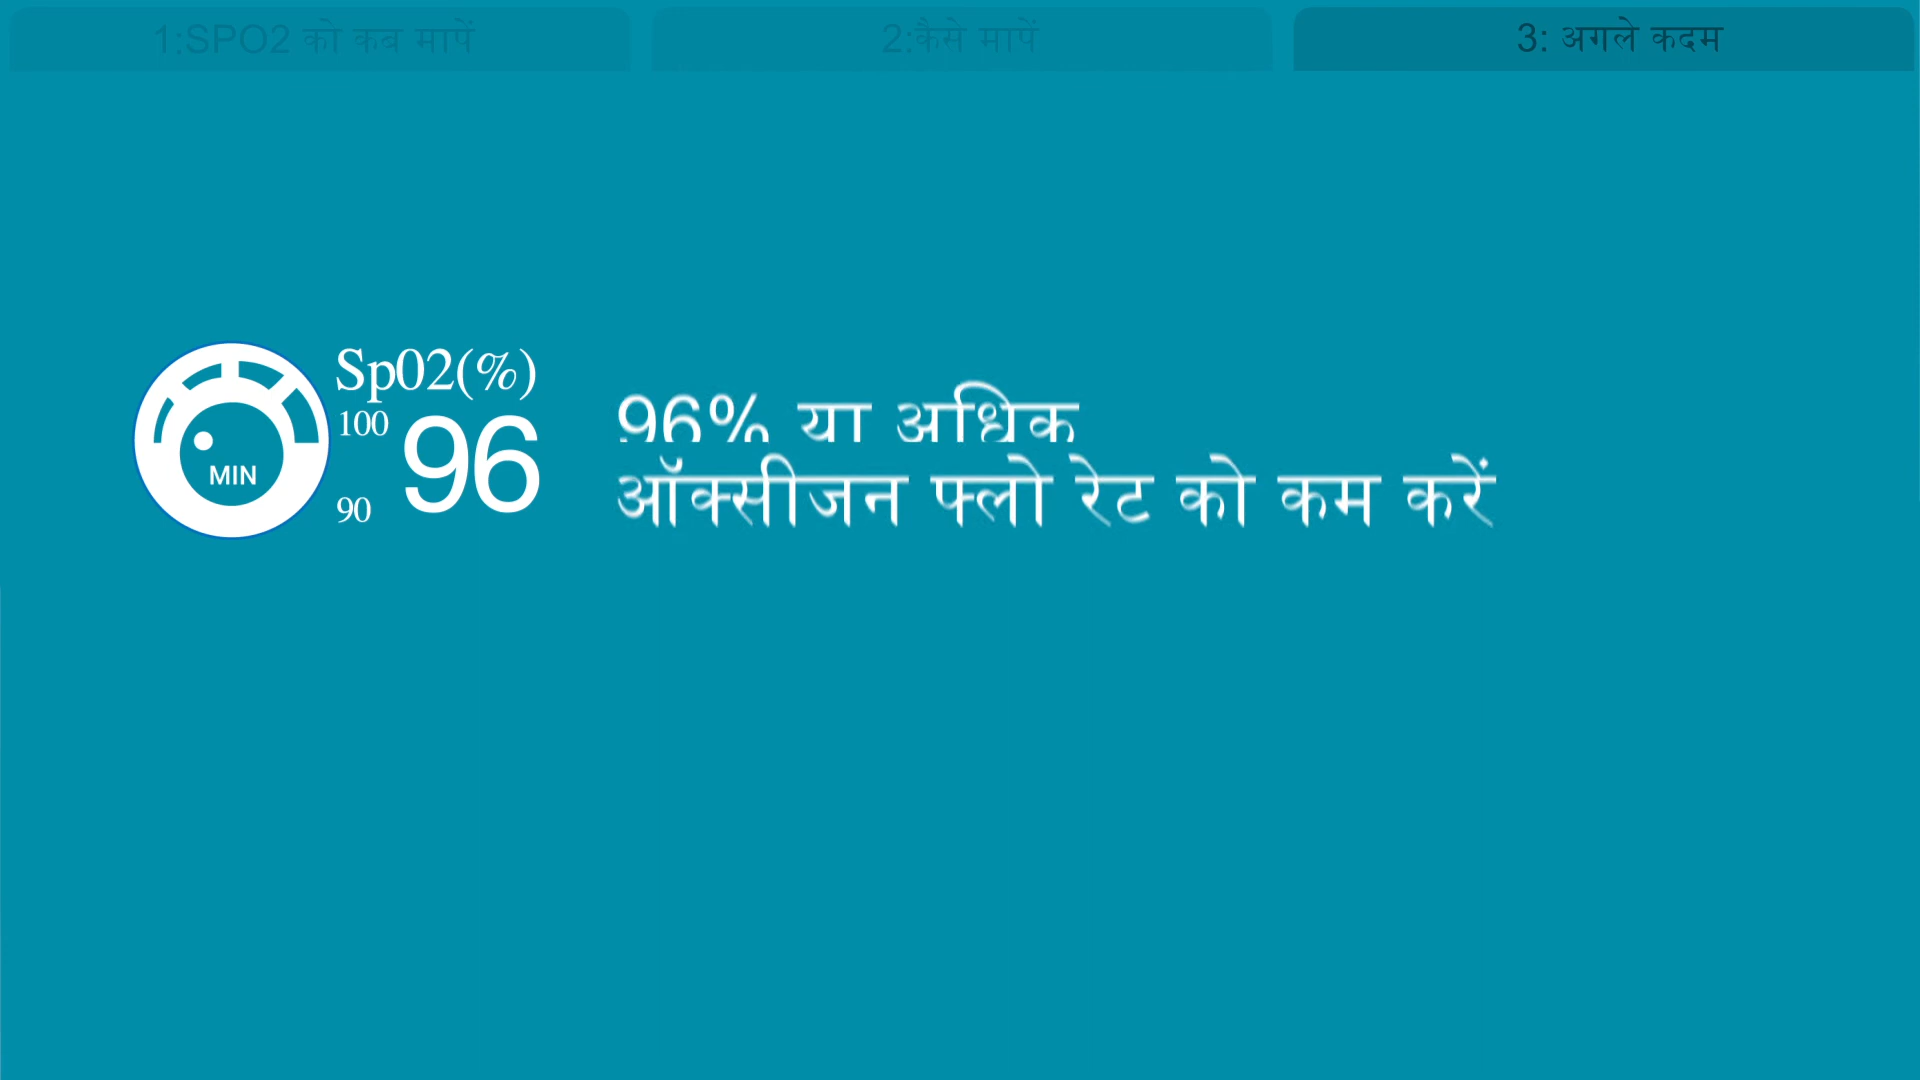 1:SPO2 को कब मापें
2:कैसे मापें
3: अगले कदम
Sp02(%)
100
96
90
MIN
96% या अधिक
ऑक्सीजन फ्लो रेट को कम करें